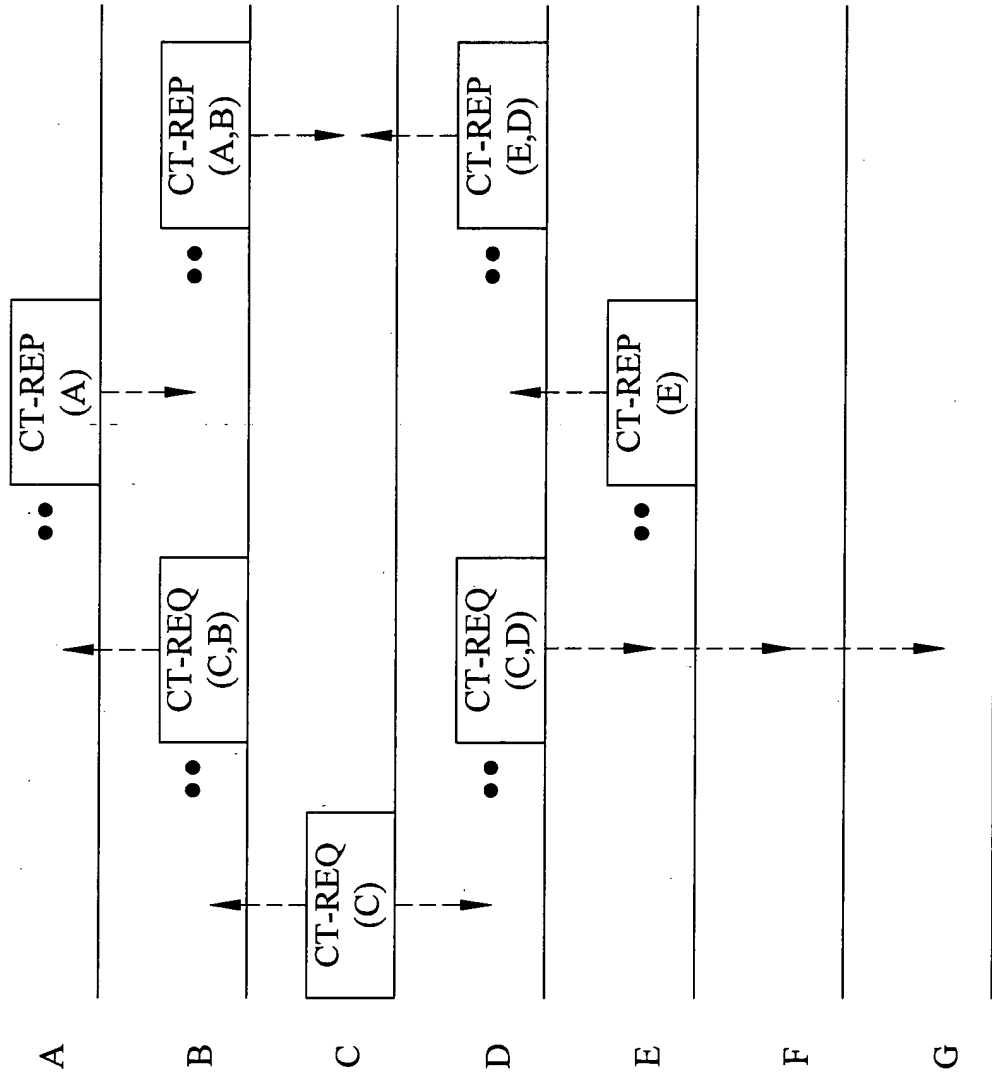 A
CT-REP
(A)
B
CT-REQ
(C,B)
CT-REP
(A,B)
C
CT-REQ
(C)
D
CT-REQ
(C,D)
CT-REP
(E,D)
E
CT-REP
(E)
F
G